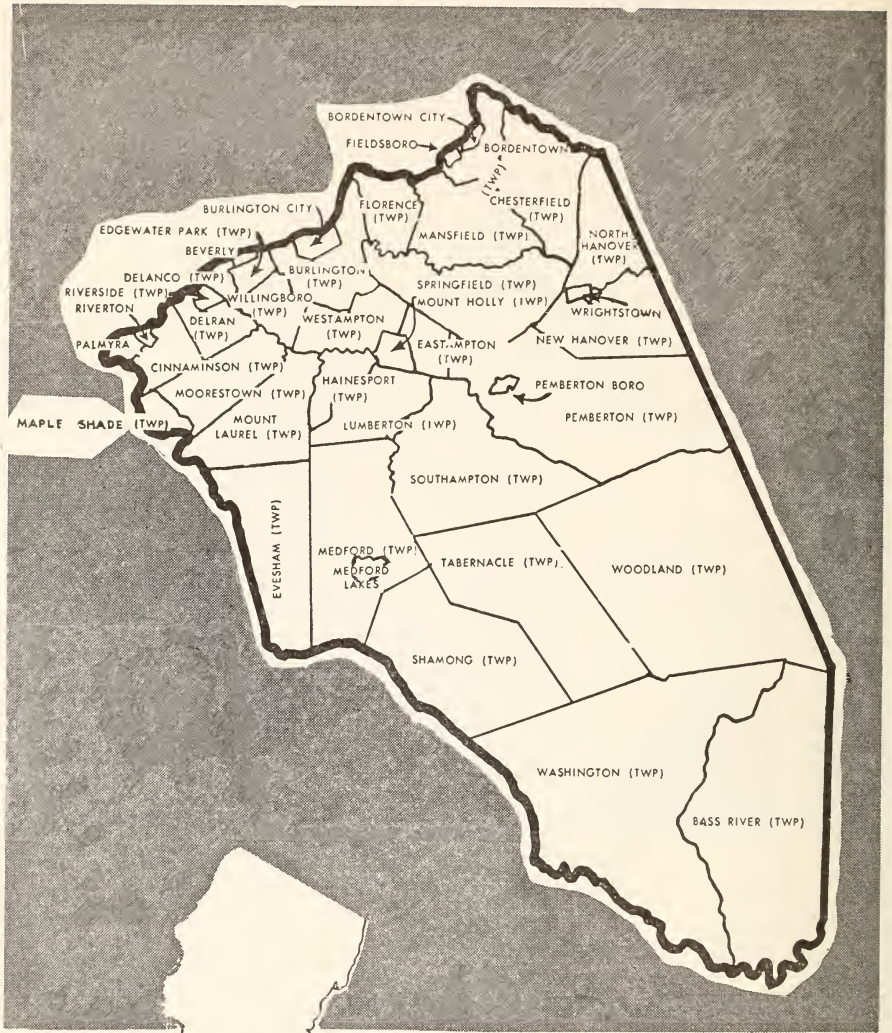 BORDENTOWN CITY
FIELDSBORO
BORDENTOWN
(TWP)
BURLINGTON CITY
FLORENCE
(TWP)
CHESTERFIELD
(TWP)
EDGEWATER PARK (TWP)
MANSFIELD (TWP)
NORTH
HANOVER
(TWP)
BEVERLY
DELANCO (TWP)
BURLINGTON
(TWP)
SPRINGFIELD (TWP)
RIVERSIDE (TWP)
WILLINGBORO
(TWP)
MOUNT HOLLY (TWP)
RIVERTON
WRIGHTSTOWN
DELRAN
(TWP)
WESTAMPTON
(TWP)
PALMYRA
EASTAMPTON
(TWP)
NEW HANOVER (TWP)
CINNAMINSON (TWP)
HAINESPORT
(TWP)
PEMBERTON BORO
MOORESTOWN (TWP)
PEMBERTON (TWP)
MAPLE SHADE (TWP)
MOUNT
LAUREL (TWP)
LUMBERTON (TWP)
SOUTHAMPTON (TWP)
EVESHAM (TWP)
MEDFORD (TWP)
MEDFORD
LAKES
TABERNACLE (TWP)
WOODLAND (TWP)
SHAMONG (TWP)
WASHINGTON (TWP)
BASS RIVER (TWP)